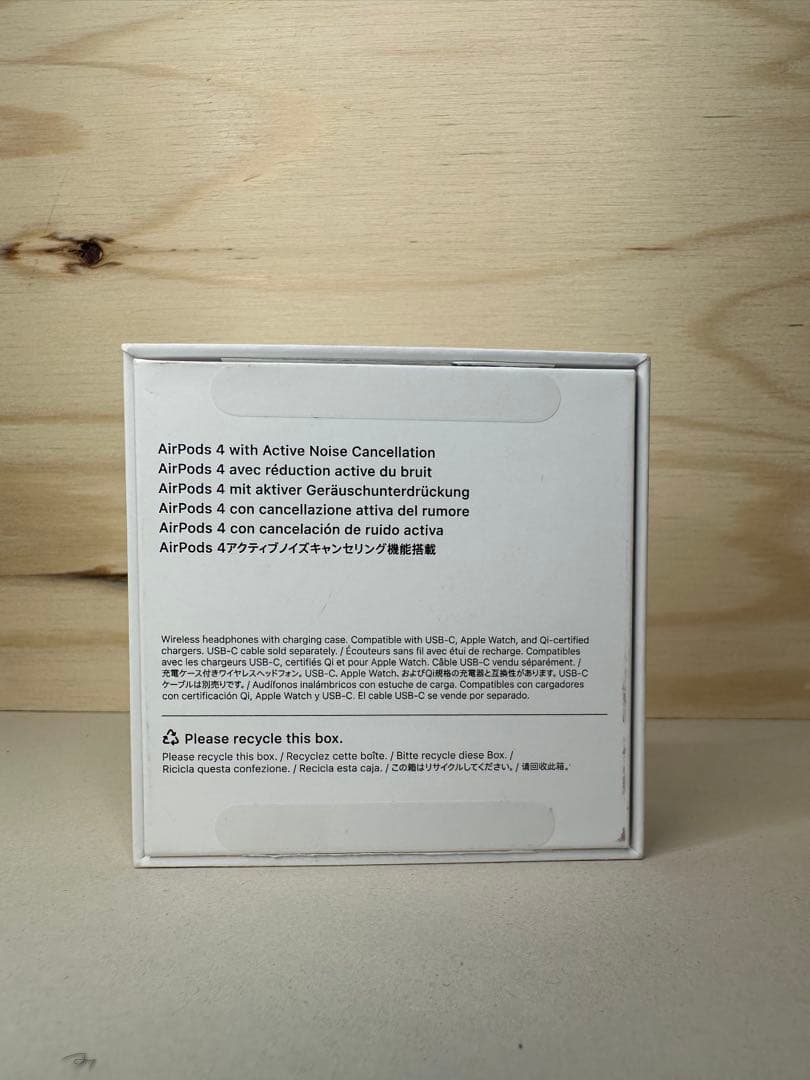 AirPods 4 with Active Noise Cancellation
AirPods 4 avec réduction active du bruit
AirPods 4 mit aktiver Geräuschunterdrückung
AirPods 4 con cancellazione attiva del rumore
AirPods 4 con cancelación de ruido activa
AirPods 4アクティブノイズキャンセリング機能搭載
Wireless headphones with charging case. Compatible with USB-C, Apple Watch, and Qi-certified
chargers. USB-C cable sold separately. / Écouteurs sans fil avec étui de recharge. Compatibles
avec les chargeurs USB-C, certifiés Qi et pour Apple Watch. Câble USB-C vendu séparément. /
充電ケース付きワイヤレスヘッドフォン。USB-C、Apple Watch、およびQi規格の充電器と互換性があります。USB-C
ケーブルは別売りです。/ Audífonos inalámbricos con estuche de carga. Compatibles con cargadores
con certificación Qi, Apple Watch y USB-C. El cable USB-C se vende por separado.
Please recycle this box.
Please recycle this box. / Recyclez cette boîte. / Bitte recycle diese Box. /
Ricicla questa confezione. / Recicla esta caja. / この箱はリサイクルしてください。/ 请回收此箱。